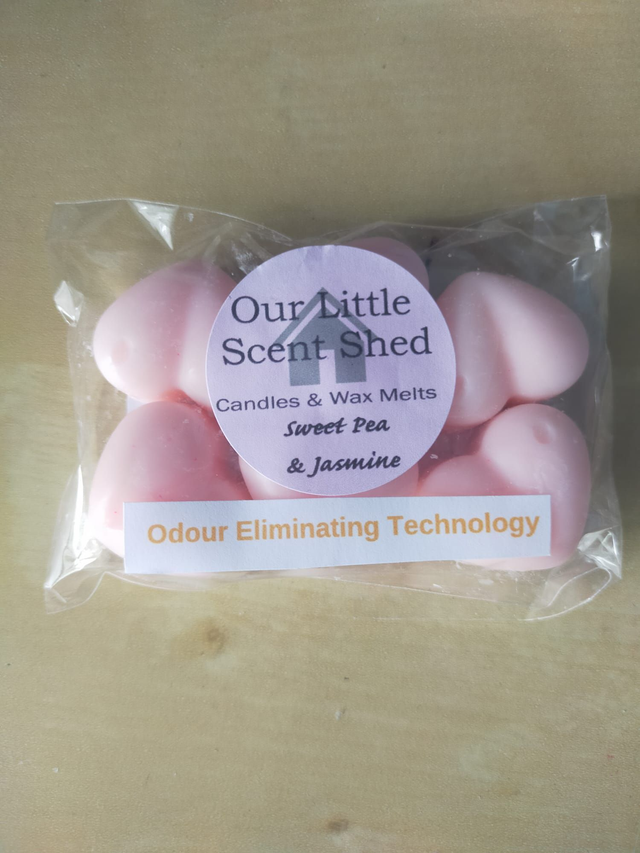 Our Little
Scent Shed
Candles & Wax Melts
Sweet Pea
& Jasmine
Odour Eliminating Technology